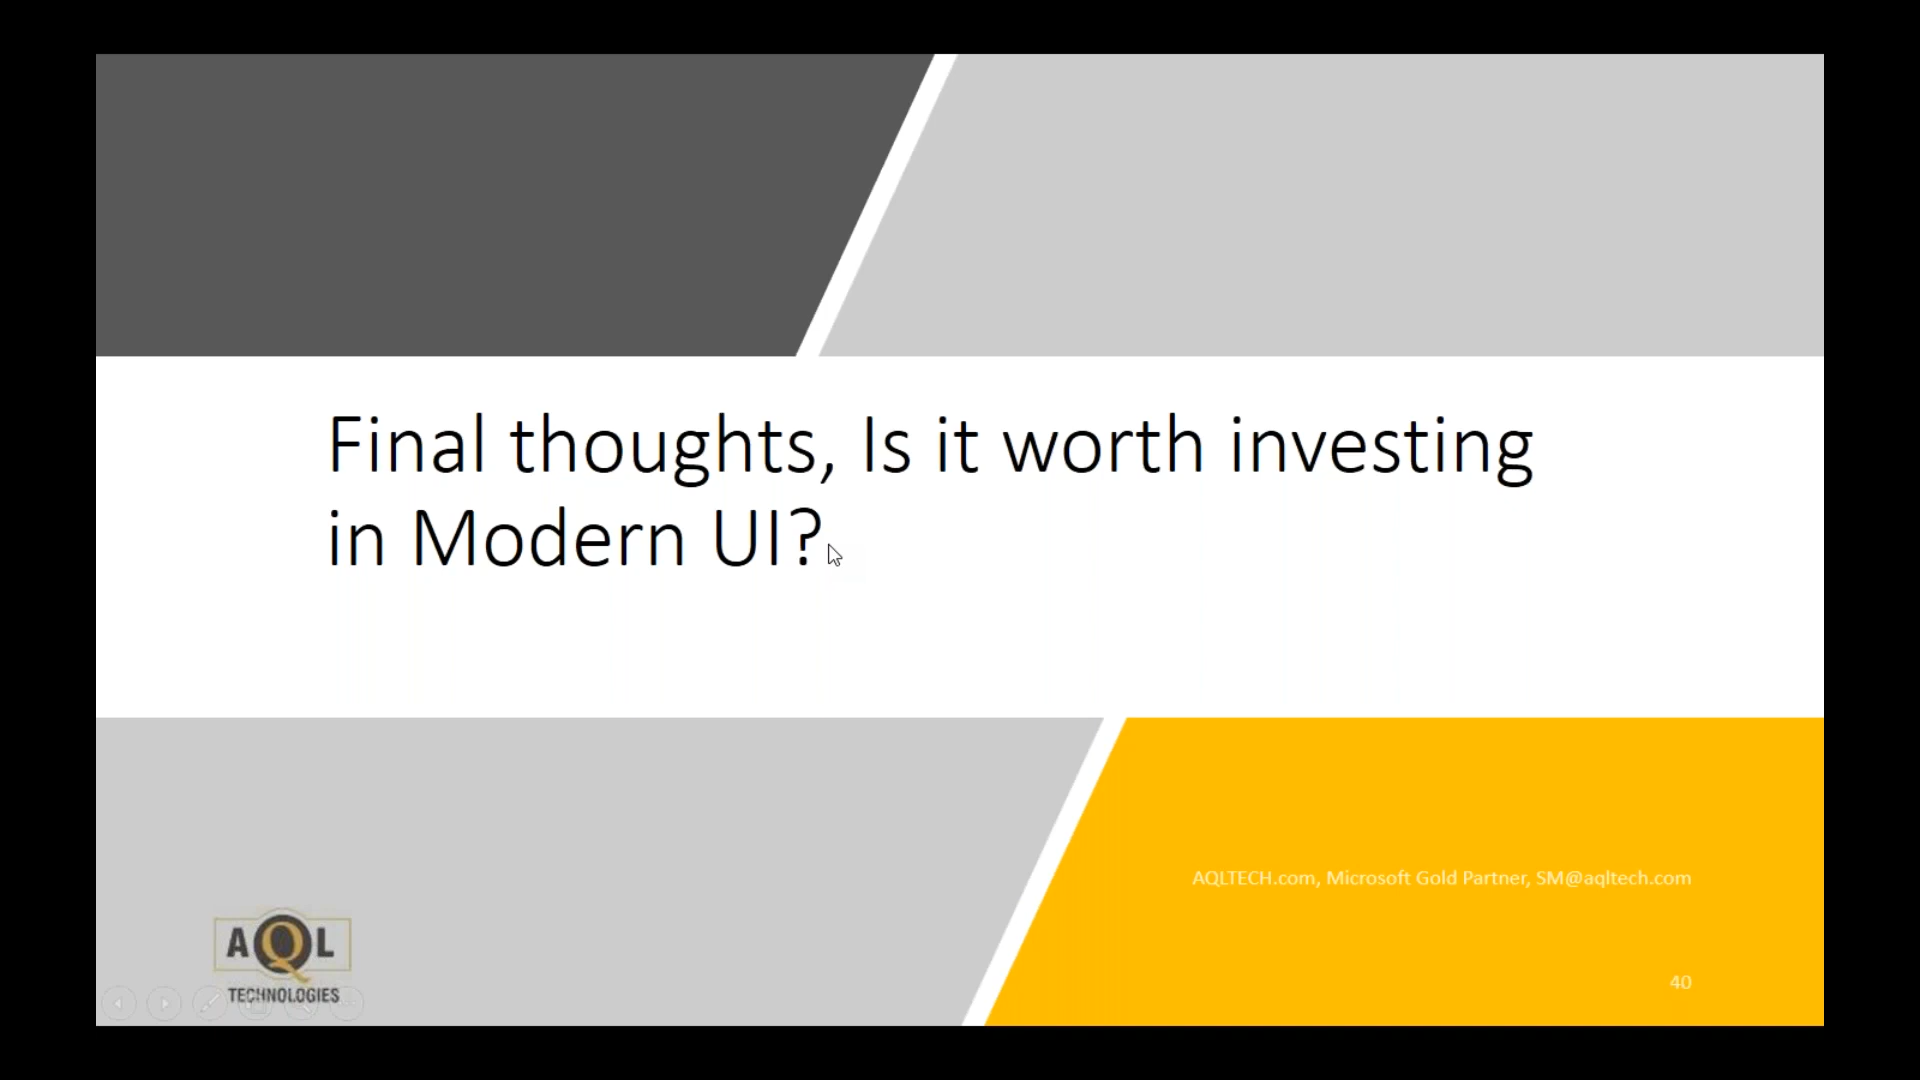 Final thoughts, Is it worth investing
in Modern UI?
AQLTECH.com, Microsoft Gold Partner, SM@aqltech.com
AQL
TECHNOLOGIES
40